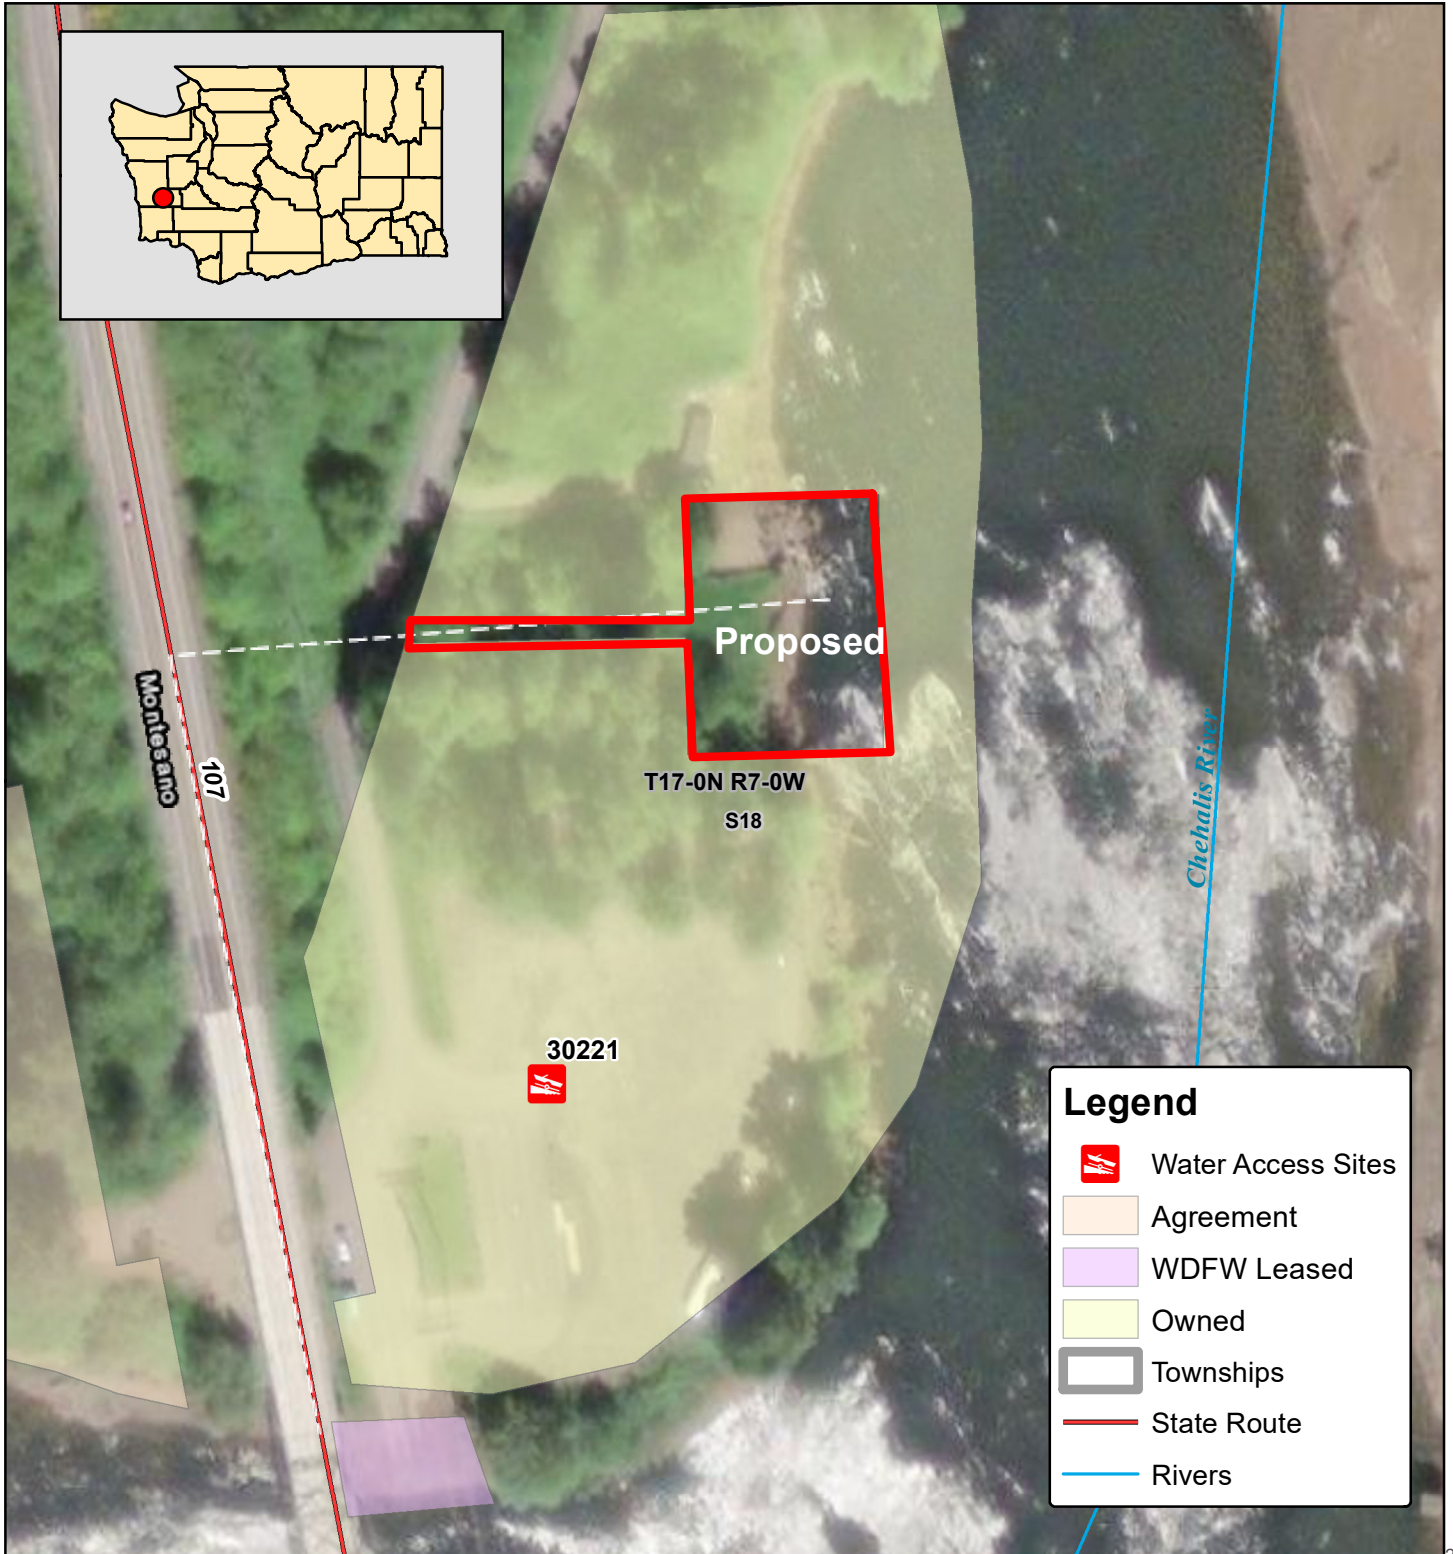 Proposed
T17-0N R7-0W
S18
Montesano
107
Chehalis River
30221
Legend
Water Access Sites
Agreement
WDFW Leased
Owned
Townships
State Route
Rivers